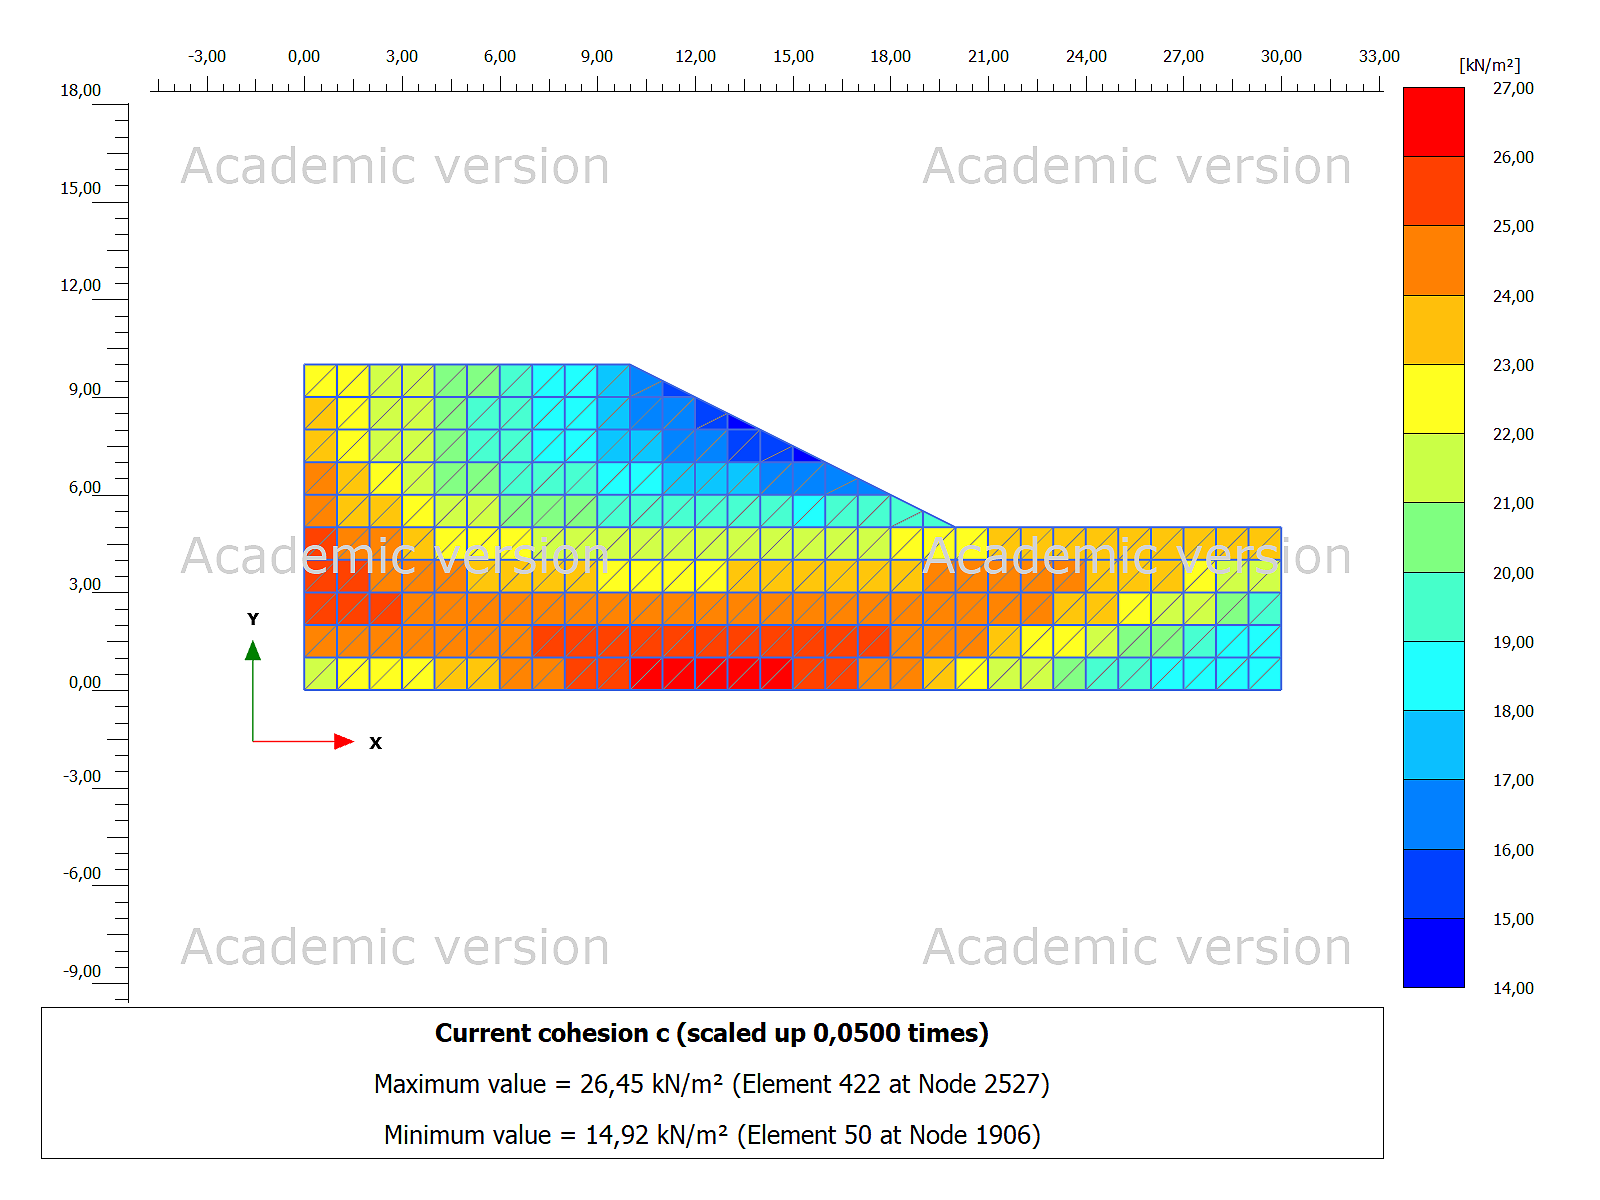 -3,00 0,00 3,00 6,00 9,00 12,00 15,00 18,00 21,00 24,00 27,00 30,00 33,00
[kN/m²]
18,00
15,00
12,00
9,00
6,00
3,00
0,00
-3,00
-6,00
-9,00
Academic version Academic version
Academic version Academic version
Y
X
Academic version Academic version
27,00
26,00
25,00
24,00
23,00
22,00
21,00
20,00
19,00
18,00
17,00
16,00
15,00
14,00
Current cohesion c (scaled up 0,0500 times)
Maximum value = 26,45 kN/m² (Element 422 at Node 2527)
Minimum value = 14,92 kN/m² (Element 50 at Node 1906)